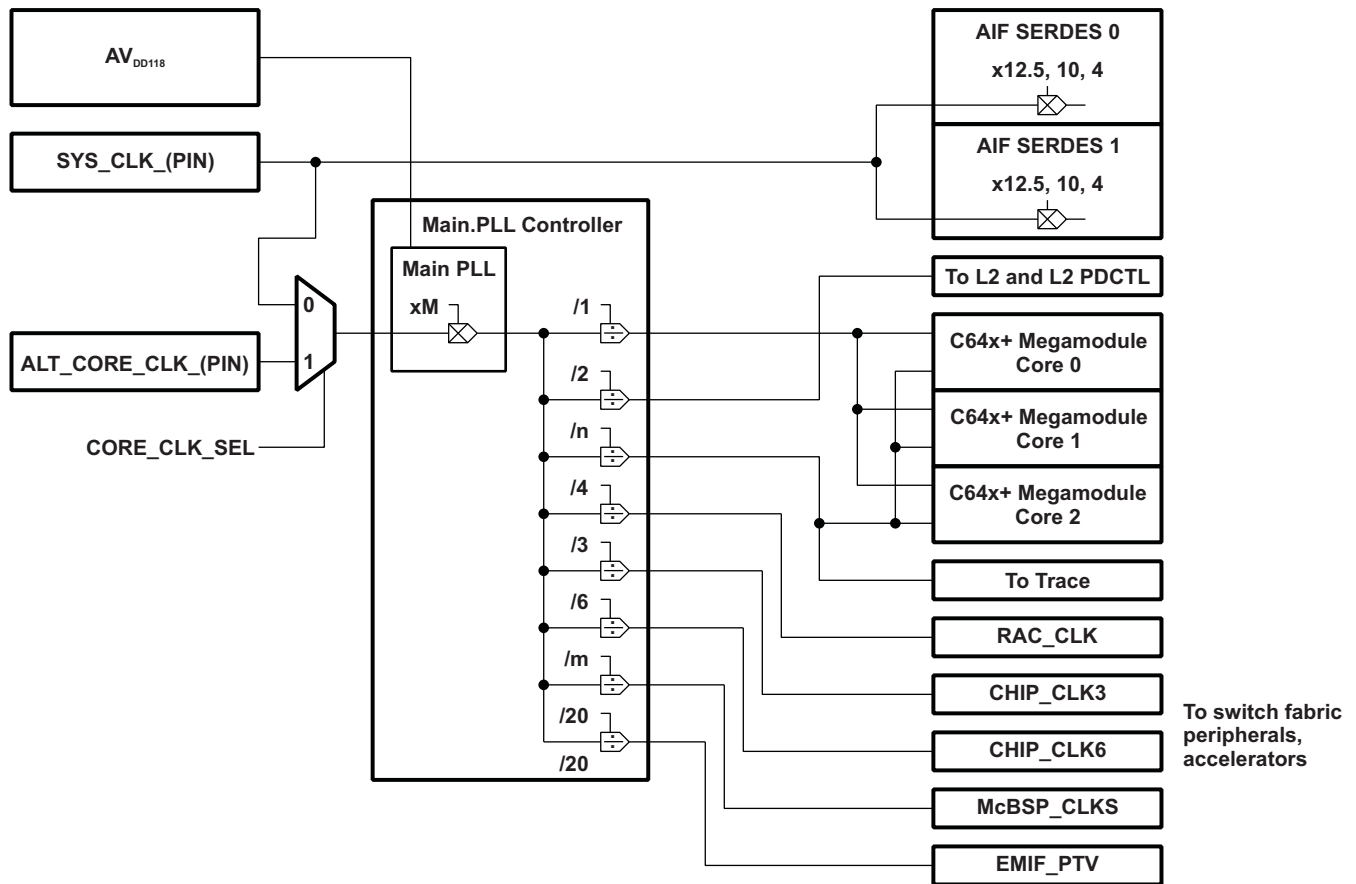 AVDD118
SYS_CLK_(PIN)
ALT_CORE_CLK_(PIN)
CORE_CLK_SEL
0
1
Main.PLL Controller
Main PLL
xM
/1
/2
/n
/4
/3
/6
/m
/20
/20
AIF SERDES 0
x12.5, 10, 4
AIF SERDES 1
x12.5, 10, 4
To L2 and L2 PDCTL
C64x+ Megamodule
Core 0
C64x+ Megamodule
Core 1
C64x+ Megamodule
Core 2
To Trace
RAC_CLK
CHIP_CLK3
CHIP_CLK6
McBSP_CLKS
EMIF_PTV
To switch fabric
peripherals,
accelerators